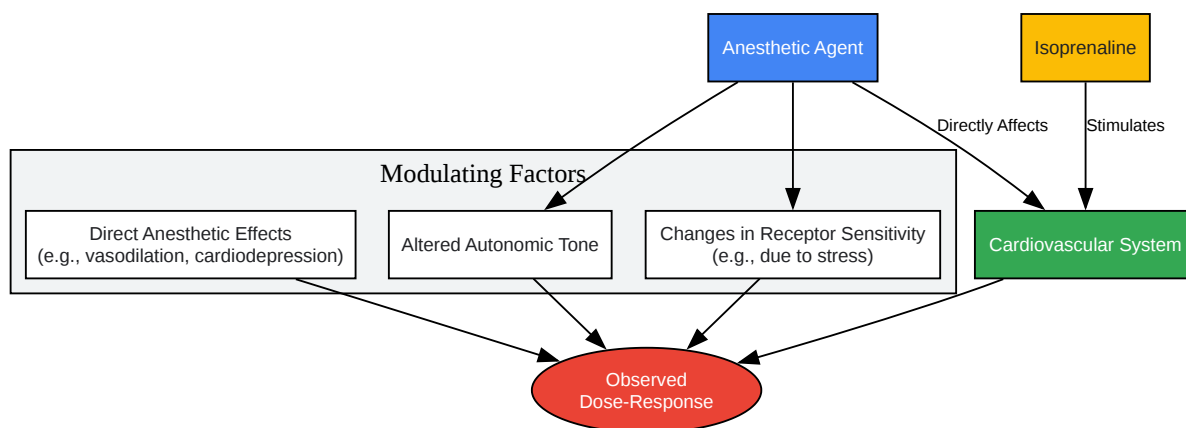 Anesthetic Agent
Isoprenaline
Directly Affects
Stimulates
Modulating Factors
Direct Anesthetic Effects
(e.g., vasodilation, cardiodepression)
Altered Autonomic Tone
Changes in Receptor Sensitivity
(e.g., due to stress)
Cardiovascular System
Observed
Dose-Response